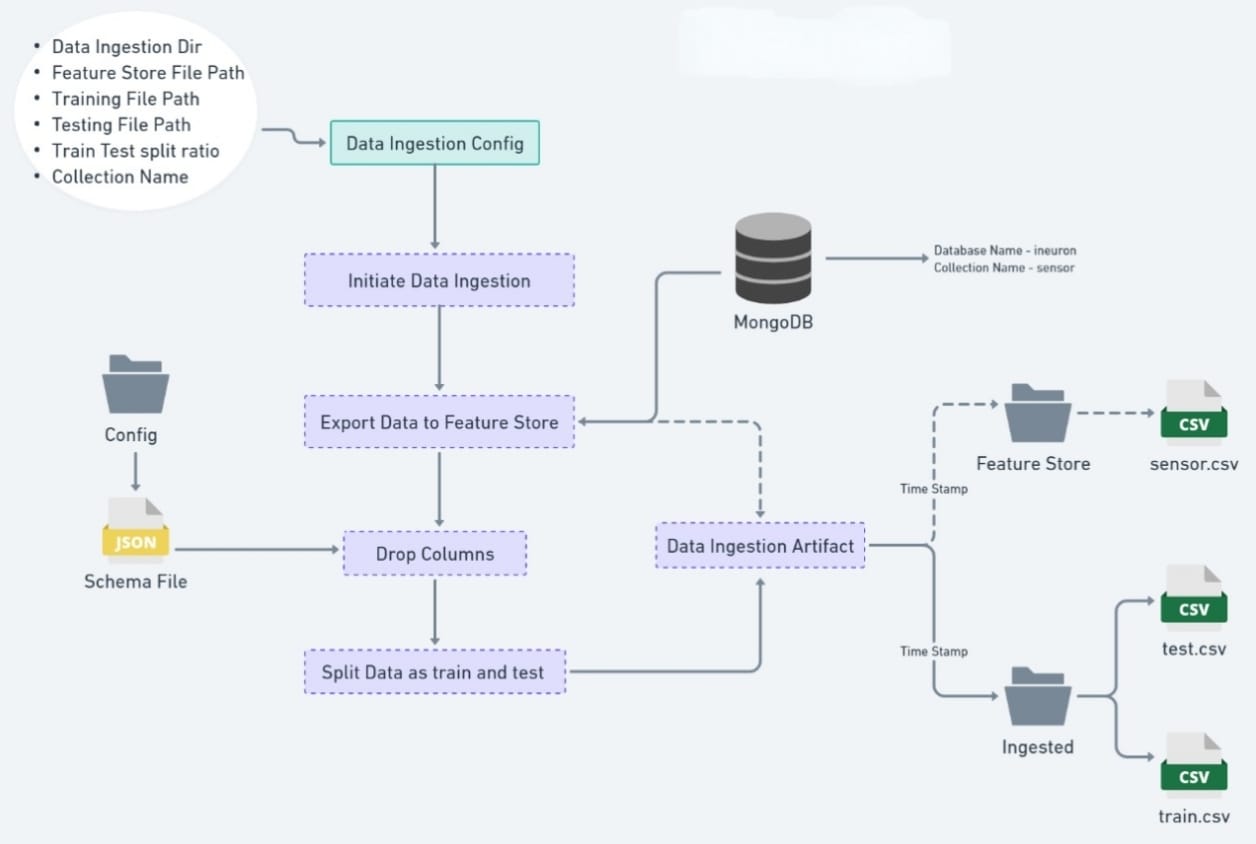 • Data Ingestion Dir
• Feature Store File Path
• Training File Path
• Testing File Path
• Train Test split ratio
• Collection Name
Data Ingestion Config
Initiate Data Ingestion
Database Name - ineuron
Collection Name - sensor
MongoDB
Config
Export Data to Feature Store
CSV
Feature Store
sensor.csv
Time Stamp
JSON
Schema File
Drop Columns
Data Ingestion Artifact
CSV
test.csv
Split Data as train and test
Time Stamp
Ingested
CSV
train.csv